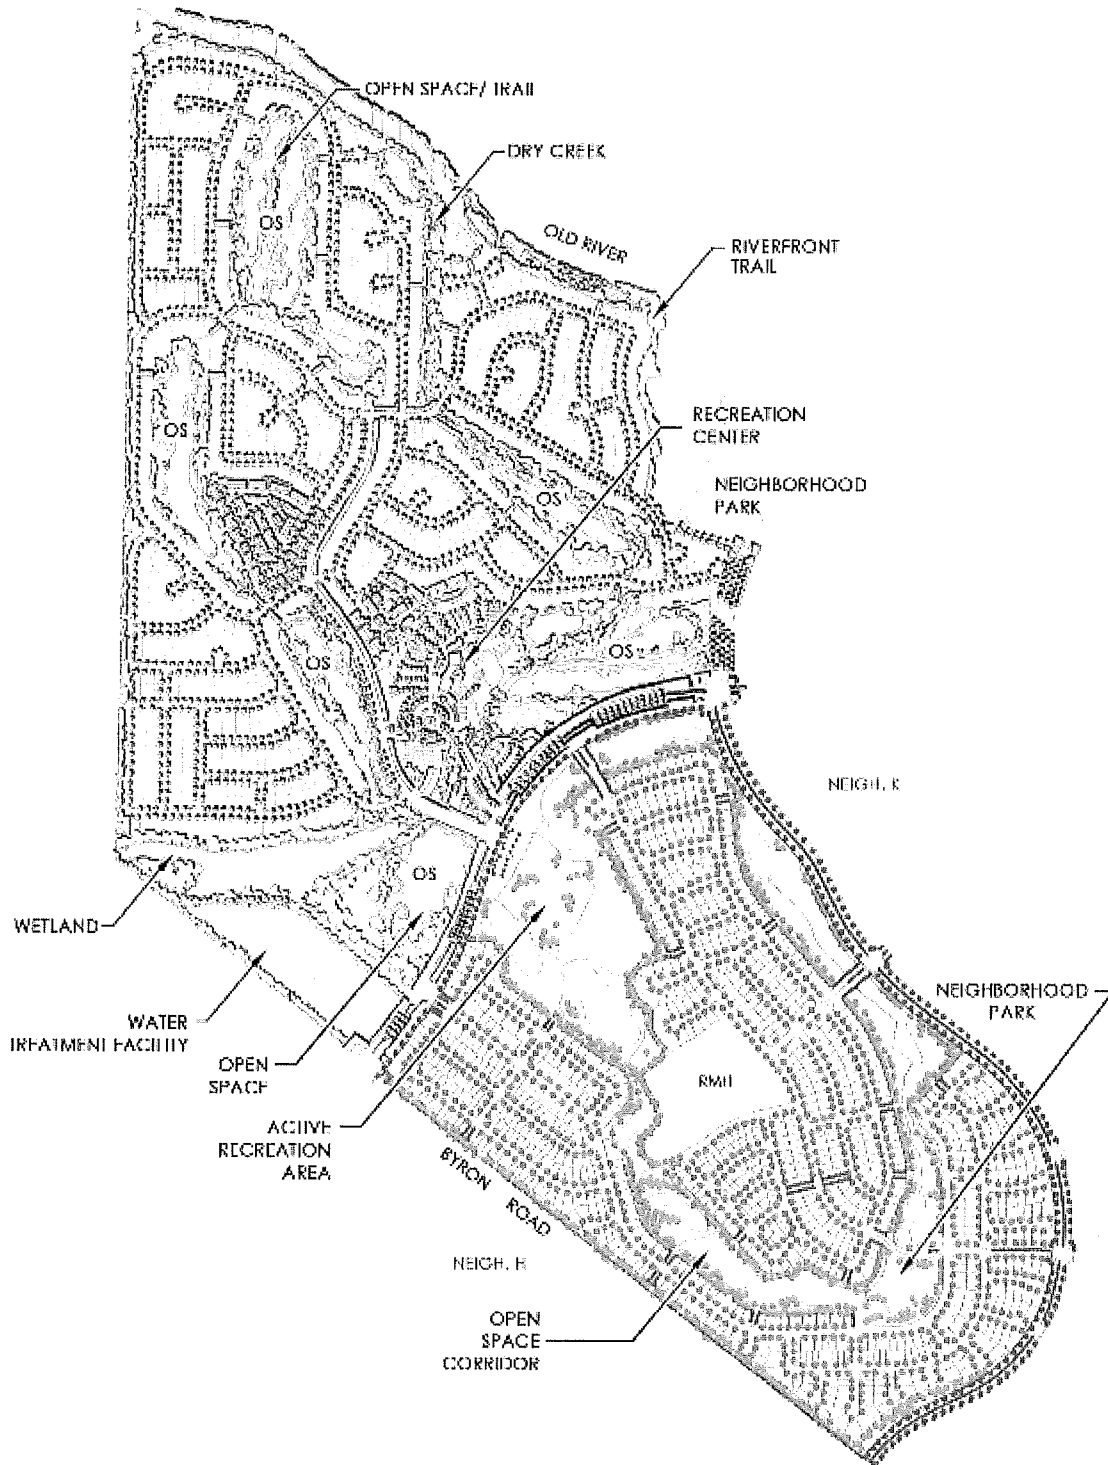 OPEN SPACE/ TRAIL
DRY CREEK
OLD RIVER
RIVERFRONT
TRAIL
OS
OS
RECREATION
CENTER
NEIGHBORHOOD
PARK
OS
OS
OS
NEIGH. K
OS
WETLAND
WATER
TREATMENT FACILITY
OPEN
SPACE
NEIGHBORHOOD
PARK
RMH
ACTIVE
RECREATION
AREA
BYRON ROAD
NEIGH. H
OPEN
SPACE
CORRIDOR